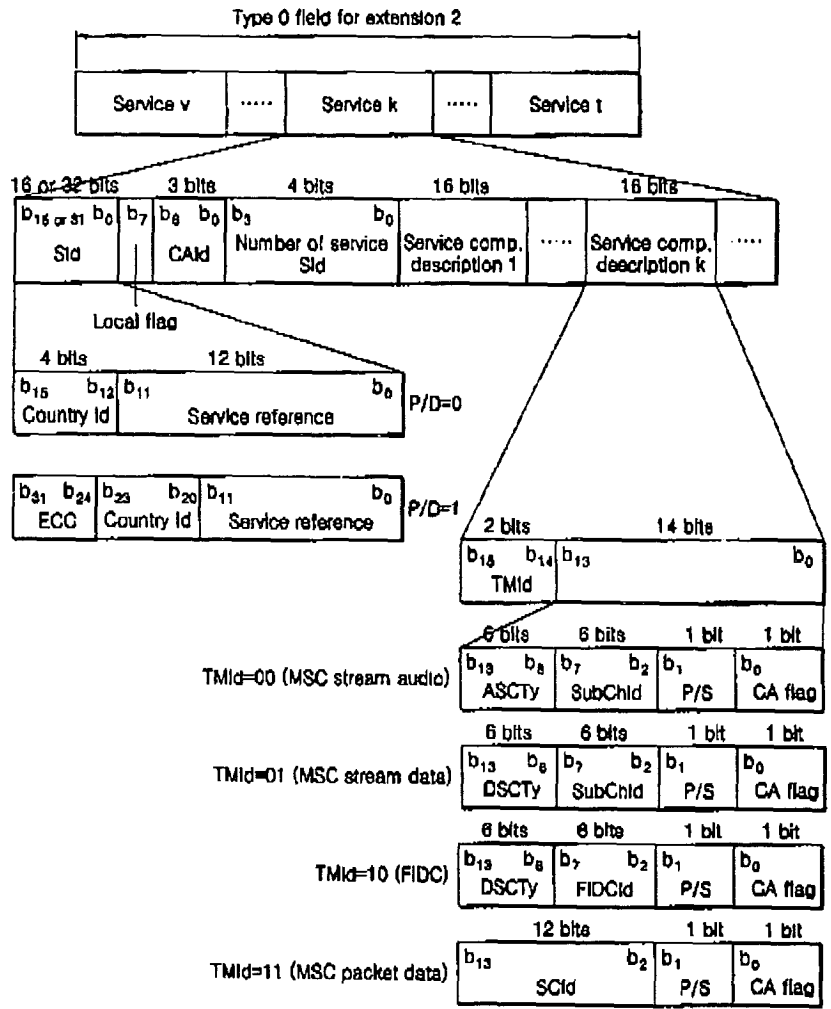 Type 0 field for extension 2
Service v ..... Service k ..... Service t
16 or 32 bits 3 bits 4 bits 16 bits 16 bits
b15 or 31 b0 b7 b6 b0 b3 b0
SId CAId Number of service SId Service comp. description 1 ..... Service comp. description k .....
Local flag
4 bits 12 bits
b15 b12 b11 b0
Country Id Service reference P/D=0
b31 b24 b23 b20 b11 b0
ECC Country Id Service reference P/D=1
2 bits 14 bits
b15 b14 b13 b0
TMId
6 bits 6 bits 1 bit 1 bit
b13 b8 b7 b2 b1 b0
TMId=00 (MSC stream audio) ASCTy SubChId P/S CA flag
6 bits 6 bits 1 bit 1 bit
b13 b8 b7 b2 b1 b0
TMId=01 (MSC stream data) DSCTy SubChId P/S CA flag
6 bits 6 bits 1 bit 1 bit
b13 b8 b7 b2 b1 b0
TMId=10 (FIDC) DSCTy FIDCId P/S CA flag
12 bits 1 bit 1 bit
b13 b2 b1 b0
TMId=11 (MSC packet data) SCId P/S CA flag